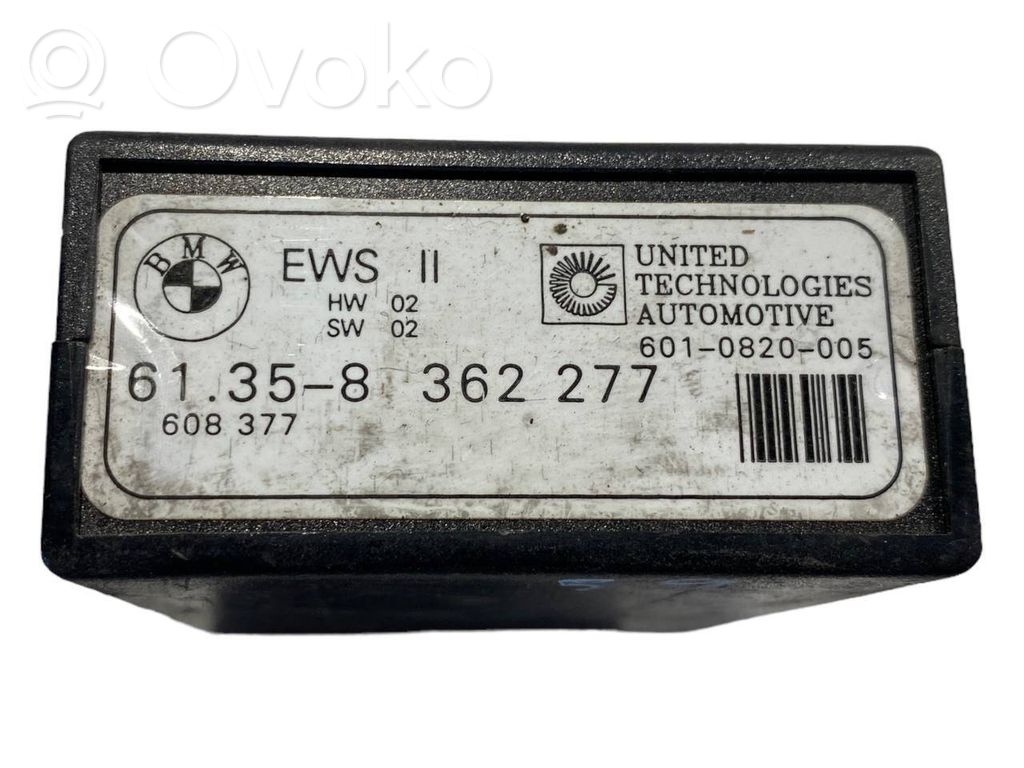 Ovoko
BMW
EWS II
HW 02
SW 02
UNITED
TECHNOLOGIES
AUTOMOTIVE
601-0820-005
61.35-8 362 277
608 377